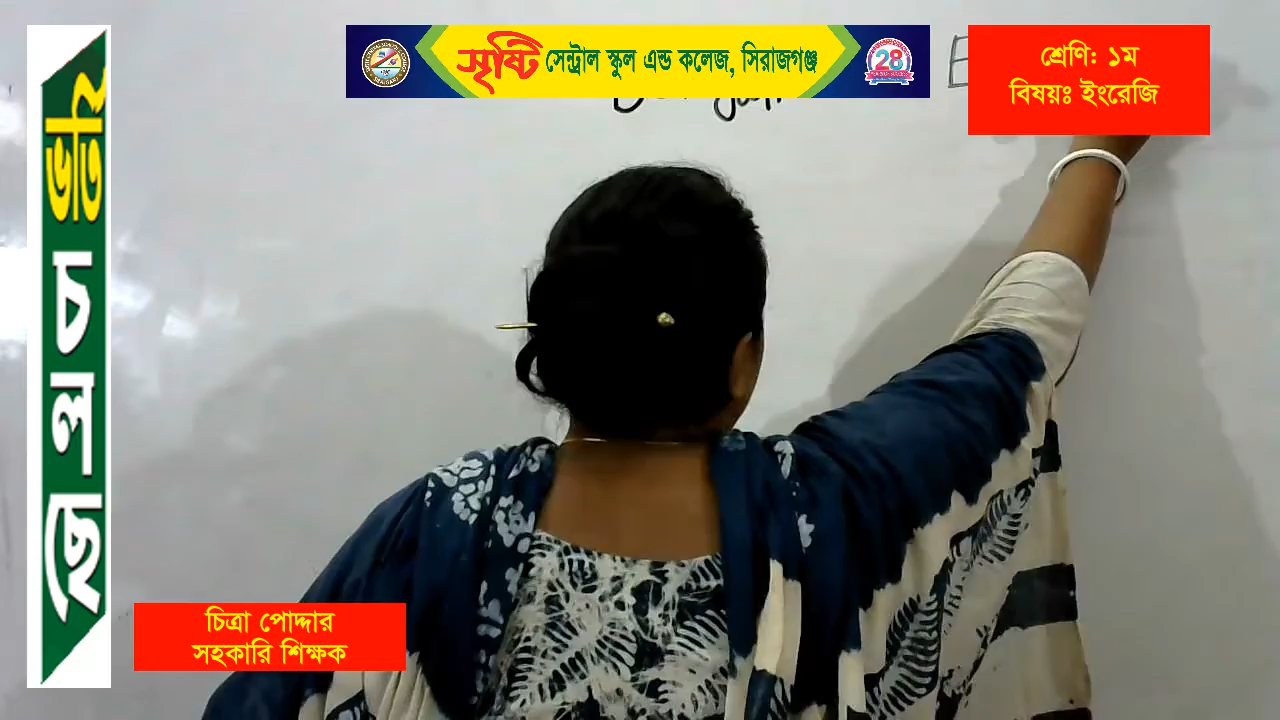 সৃষ্টি সেন্ট্রাল স্কুল এন্ড কলেজ, সিরাজগঞ্জ
28
শ্রেণি: ১ম
বিষয়ঃ ইংরেজি
ভর্তি চলছে
চিত্রা পোদ্দার
সহকারি শিক্ষক